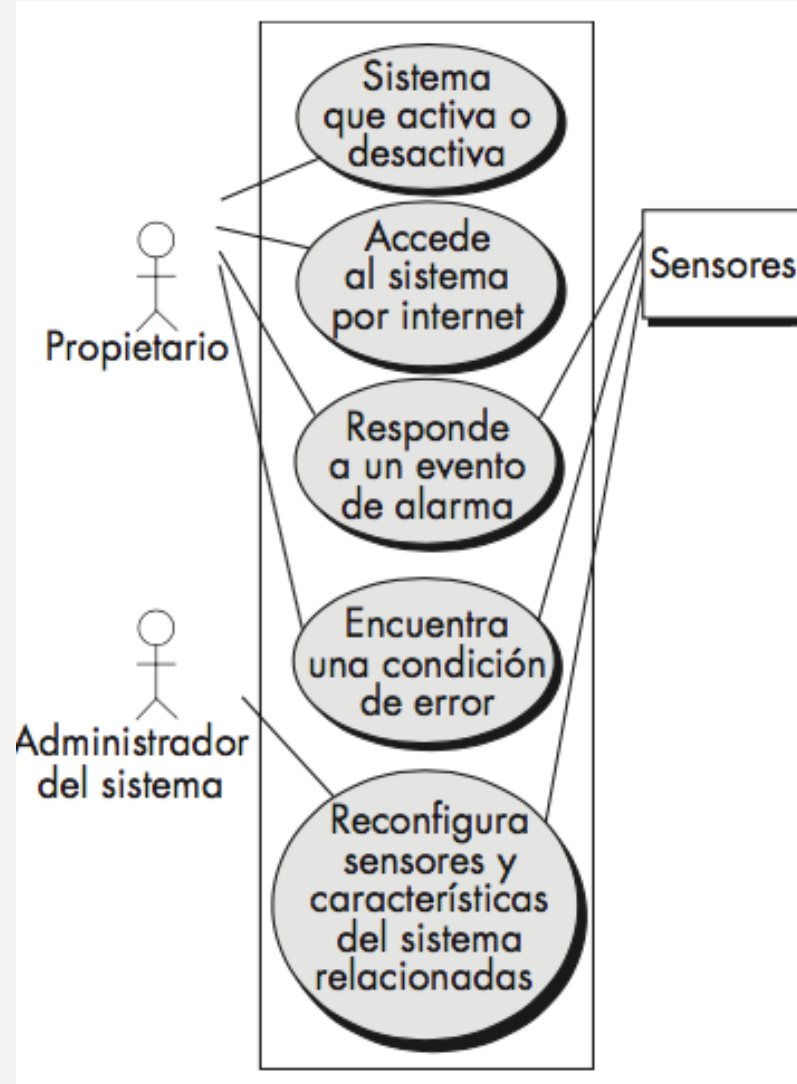 Sistema
que activa o
desactiva
Accede
al sistema
por internet
Sensores
Propietario
Responde
a un evento
de alarma
Encuentra
una condición
de error
Administrador
del sistema
Reconfigura
sensores y
características
del sistema
relacionadas